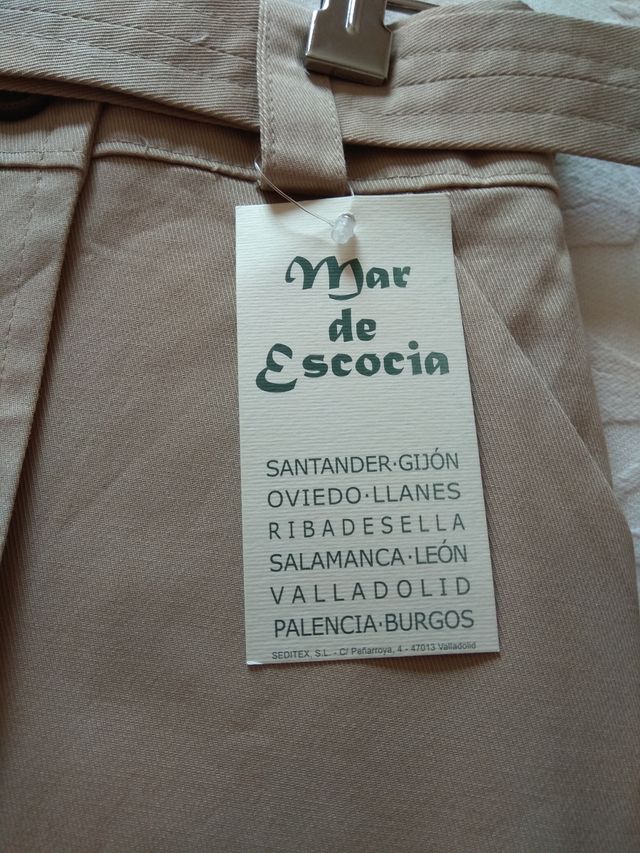 Mar
de
Escocia
SANTANDER·GIJÓN
OVIEDO·LLANES
RIBADESELLA
SALAMANCA·LEÓN
VALLADOLID
PALENCIA·BURGOS
SEDITEX, S.L. - C/ Peñarroya, 4 - 47013 Valladolid